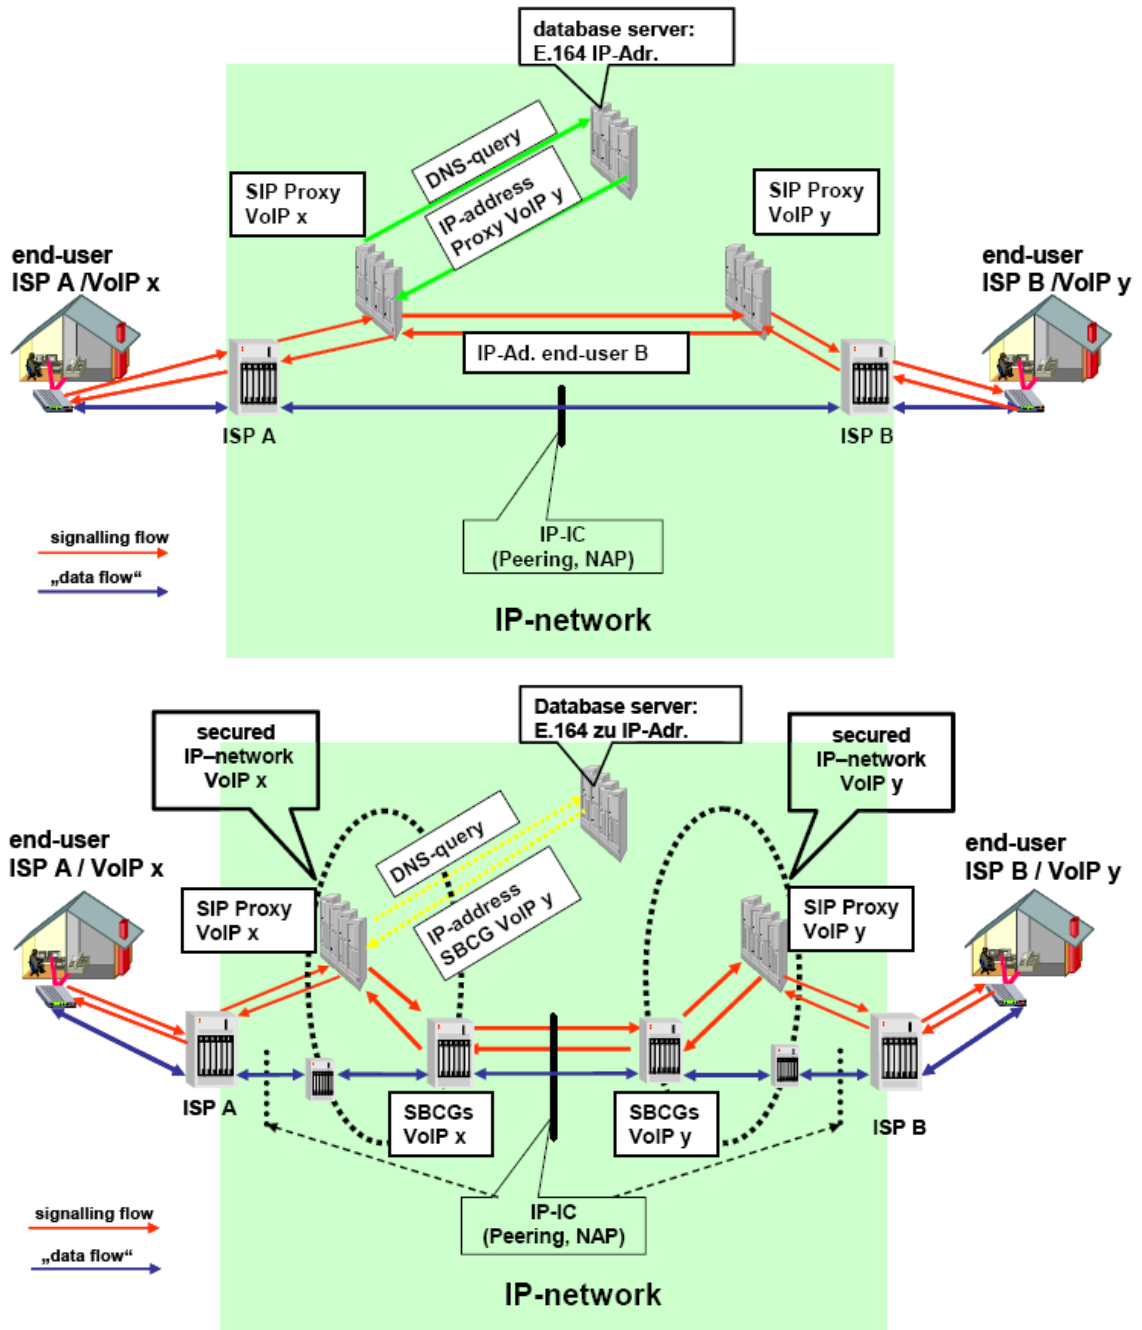 database server:
E.164 IP-Adr.
DNS-query
IP-address
Proxy VoIP y
SIP Proxy
VoIP x
SIP Proxy
VoIP y
end-user
ISP A /VoIP x
end-user
ISP B /VoIP y
IP-Ad. end-user B
ISP A
ISP B
IP-IC
(Peering, NAP)
signalling flow
„data flow“
IP-network
Database server:
E.164 zu IP-Adr.
secured
IP–network
VoIP x
secured
IP–network
VoIP y
DNS-query
IP-address
SBCG VoIP y
end-user
ISP A / VoIP x
end-user
ISP B / VoIP y
SIP Proxy
VoIP x
SIP Proxy
VoIP y
ISP A
SBCGs
VoIP x
SBCGs
VoIP y
ISP B
IP-IC
(Peering, NAP)
signalling flow
„data flow“
IP-network